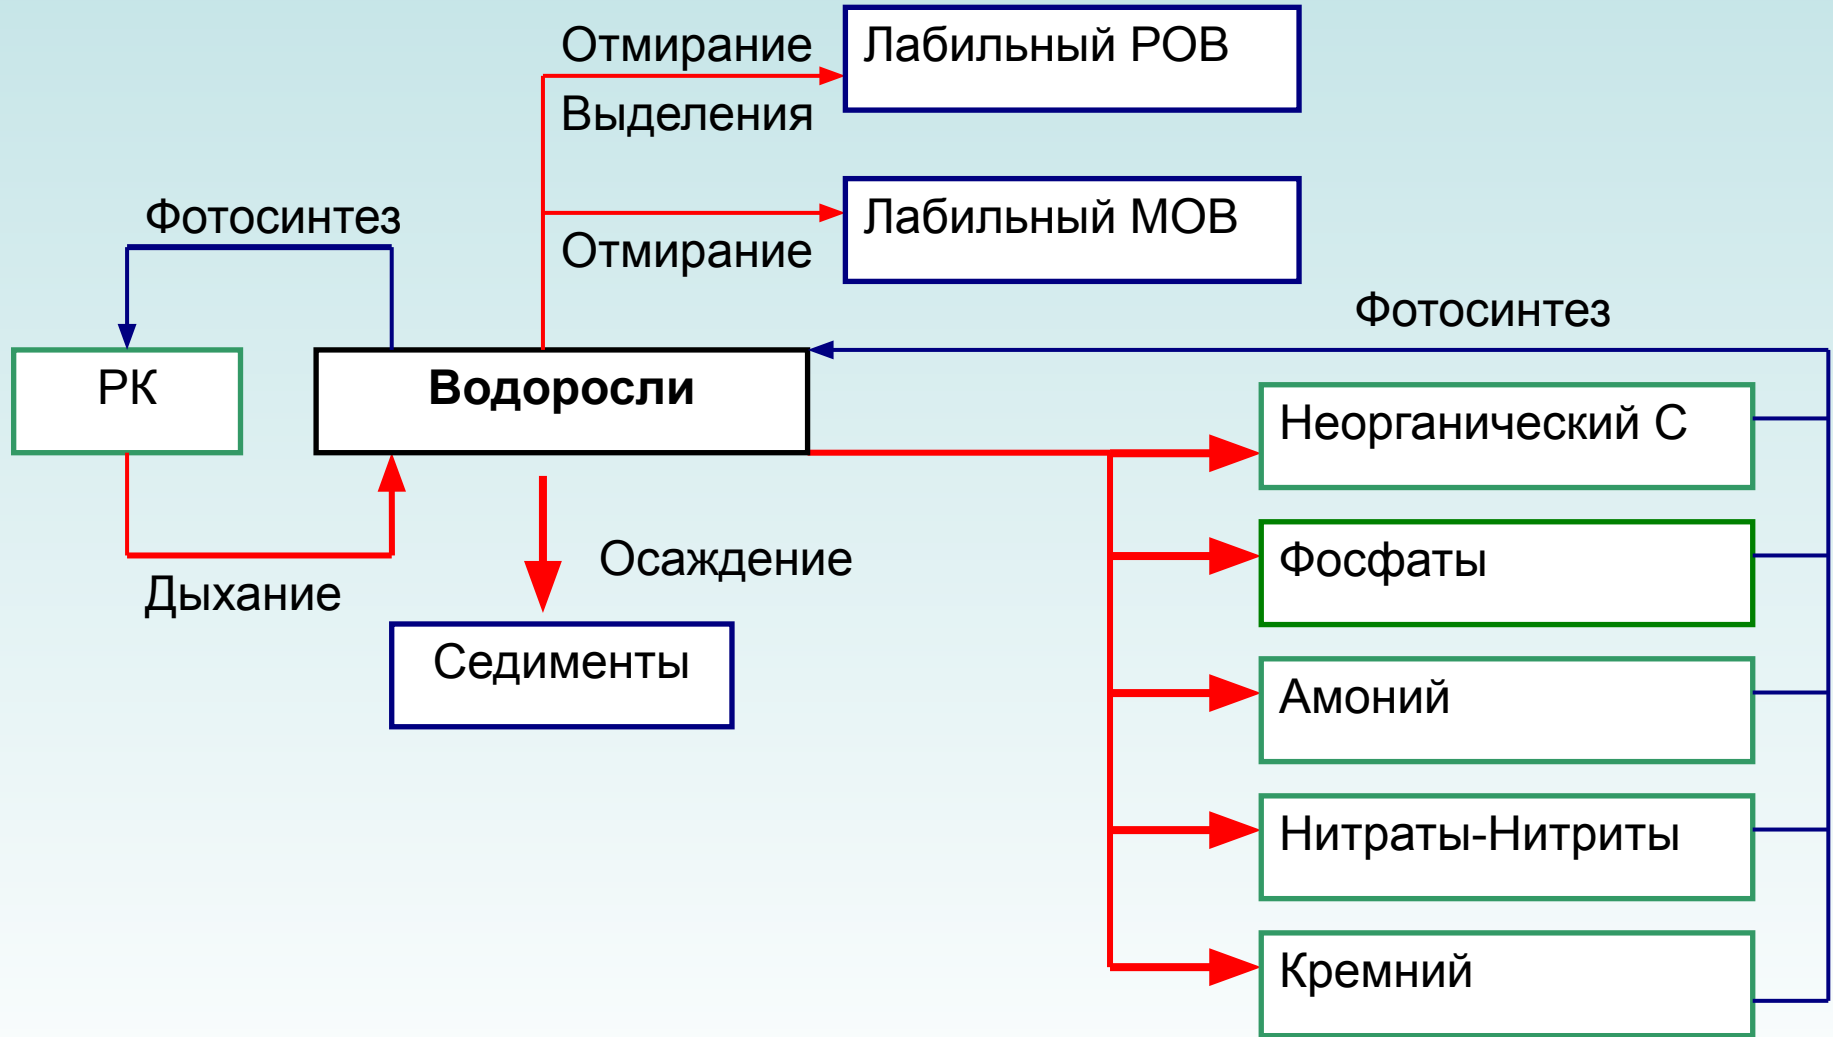 Отмирание
Лабильный РОВ
Выделения
Фотосинтез
Лабильный МОВ
Отмирание
Фотосинтез
РК
Водоросли
Неорганический С
Осаждение
Фосфаты
Дыхание
Седименты
Амоний
Нитраты-Нитриты
Кремний